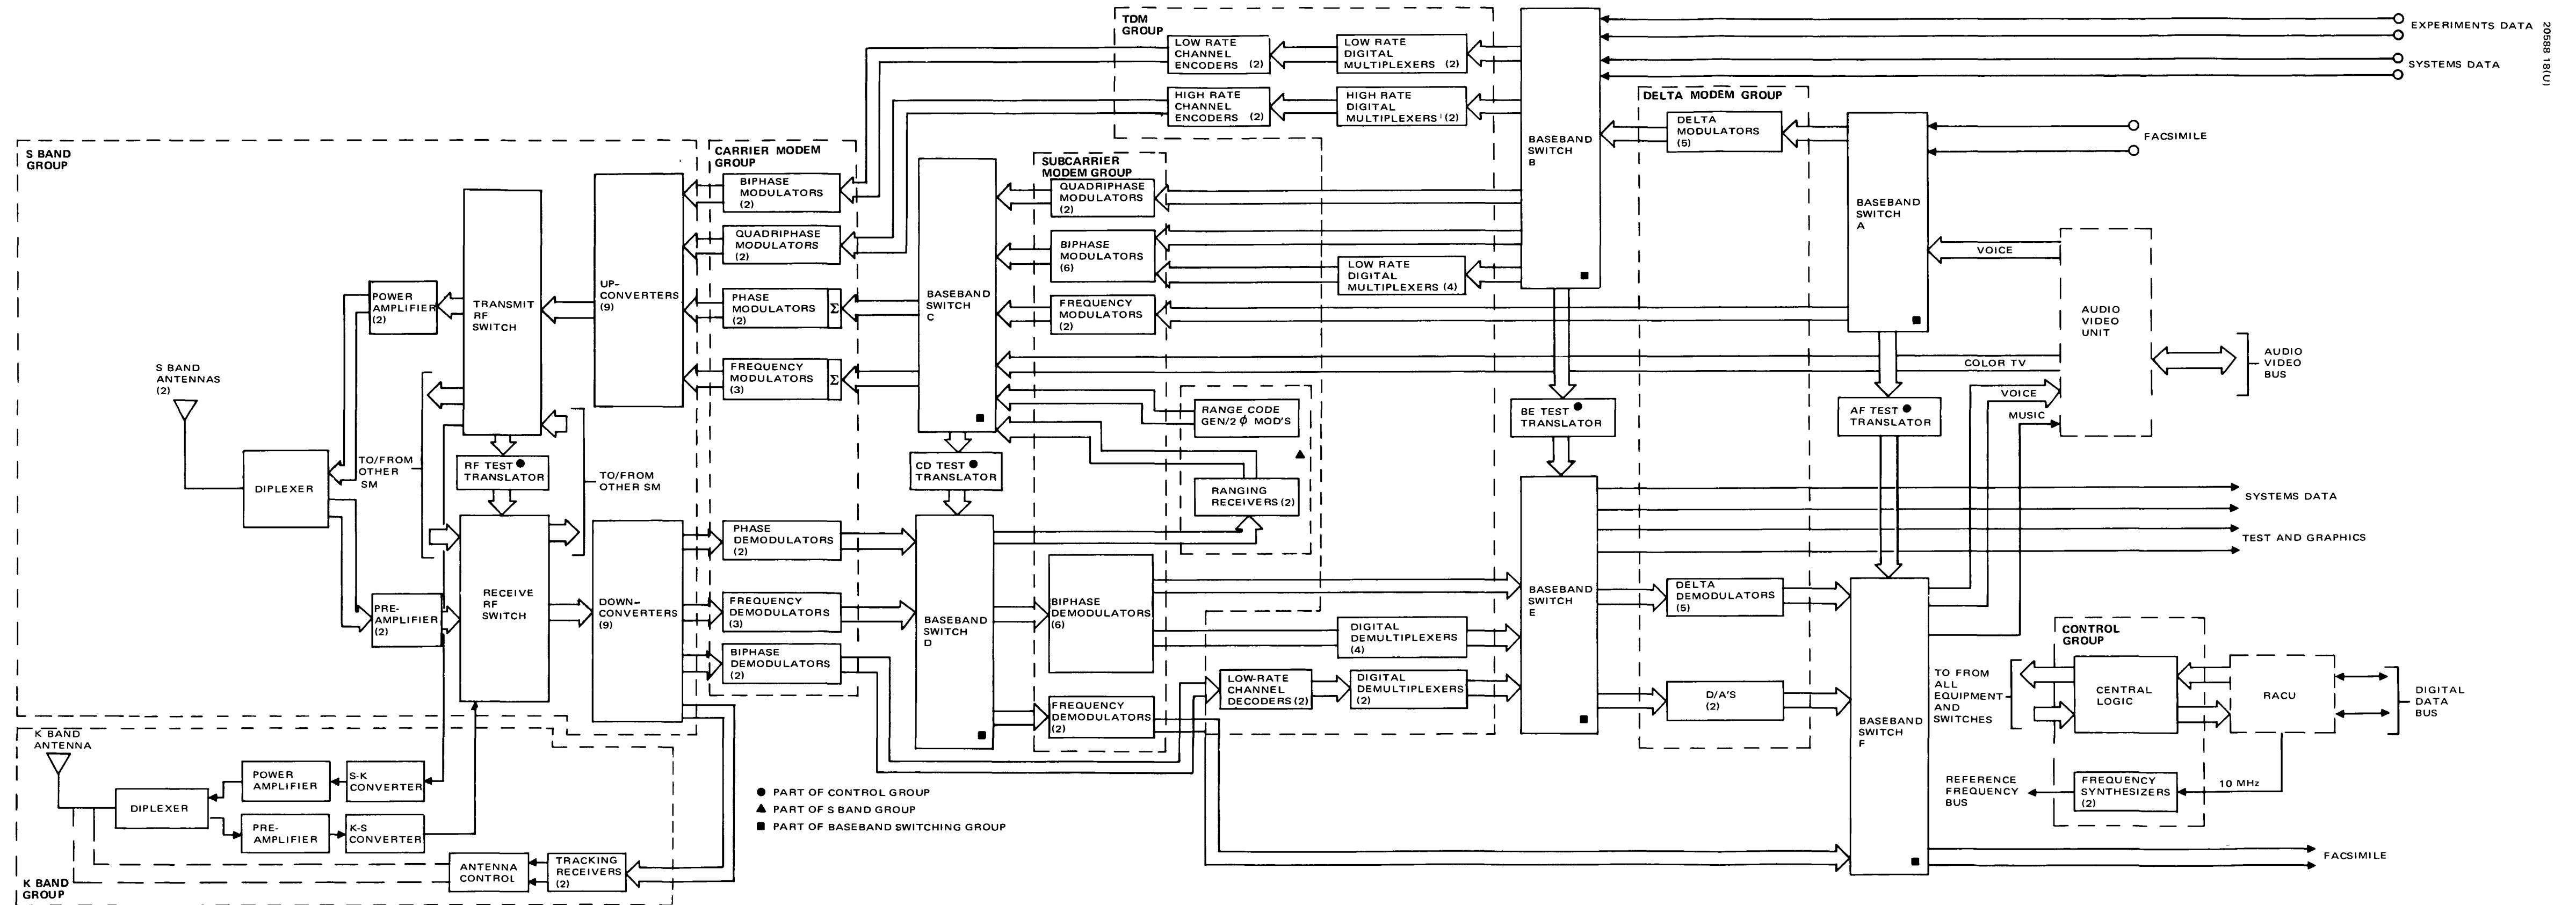 TDM
GROUP
LOW RATE
CHANNEL
ENCODERS (2)
LOW RATE
DIGITAL
MULTIPLEXERS (2)
HIGH RATE
CHANNEL
ENCODERS (2)
HIGH RATE
DIGITAL
MULTIPLEXERS (2)
BASEBAND
SWITCH
B
EXPERIMENTS DATA
SYSTEMS DATA
20588 18(U)
DELTA MODEM GROUP
DELTA
MODULATORS
(5)
BASEBAND
SWITCH
A
FACSIMILE
S BAND
GROUP
CARRIER MODEM
GROUP
SUBCARRIER
MODEM GROUP
BIPHASE
MODULATORS
(2)
QUADRIPHASE
MODULATORS
(2)
QUADRIPHASE
MODULATORS
(2)
BIPHASE
MODULATORS
(6)
LOW RATE
DIGITAL
MULTIPLEXERS (4)
VOICE
AUDIO
VIDEO
UNIT
POWER
AMPLIFIER
(2)
TRANSMIT
RF
SWITCH
UP-
CONVERTERS
(9)
PHASE
MODULATORS
(2)
Σ
BASEBAND
SWITCH
C
FREQUENCY
MODULATORS
(2)
FREQUENCY
MODULATORS
(3)
Σ
COLOR TV
AUDIO
VIDEO
BUS
S BAND
ANTENNAS
(2)
RANGE CODE
GEN/2 ϕ MOD'S
BE TEST
TRANSLATOR
AF TEST
TRANSLATOR
VOICE
MUSIC
DIPLEXER
TO/FROM
OTHER
SM
RF TEST
TRANSLATOR
TO/FROM
OTHER SM
CD TEST
TRANSLATOR
RANGING
RECEIVERS (2)
SYSTEMS DATA
TEST AND GRAPHICS
PRE-
AMPLIFIER
(2)
RECEIVE
RF
SWITCH
DOWN-
CONVERTERS
(9)
PHASE
DEMODULATORS
(2)
FREQUENCY
DEMODULATORS
(3)
BIPHASE
DEMODULATORS
(2)
BASEBAND
SWITCH
D
BIPHASE
DEMODULATORS
(6)
FREQUENCY
DEMODULATORS
(2)
DIGITAL
DEMULTIPLEXERS
(4)
LOW-RATE
CHANNEL
DECODERS (2)
DIGITAL
DEMULTIPLEXERS
(2)
BASEBAND
SWITCH
E
DELTA
DEMODULATORS
(5)
D/A'S
(2)
BASEBAND
SWITCH
F
CONTROL
GROUP
TO FROM
ALL
EQUIPMENT
AND
SWITCHES
CENTRAL
LOGIC
RACU
DIGITAL
DATA
BUS
REFERENCE
FREQUENCY
BUS
FREQUENCY
SYNTHESIZERS
(2)
10 MHz
FACSIMILE
K BAND
ANTENNA
DIPLEXER
POWER
AMPLIFIER
S-K
CONVERTER
PRE-
AMPLIFIER
K-S
CONVERTER
ANTENNA
CONTROL
TRACKING
RECEIVERS
(2)
K BAND
GROUP
PART OF CONTROL GROUP
PART OF S BAND GROUP
PART OF BASEBAND SWITCHING GROUP